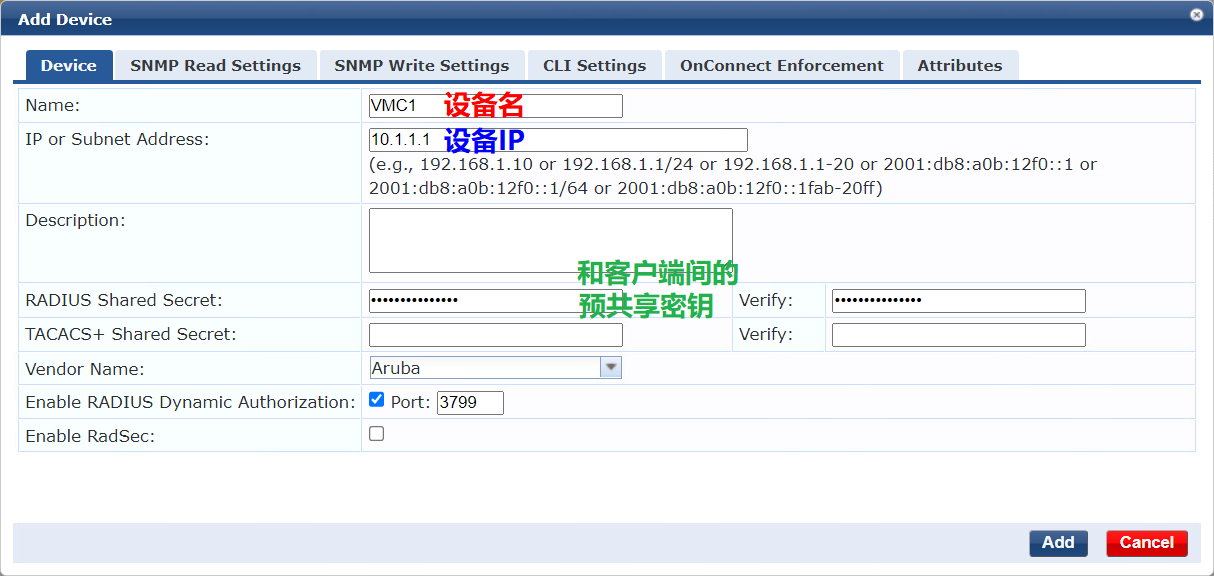 Add Device
Device SNMP Read Settings SNMP Write Settings CLI Settings OnConnect Enforcement Attributes
Name: VMC1 设备名
IP or Subnet Address: 10.1.1.1 设备IP
(e.g., 192.168.1.10 or 192.168.1.1/24 or 192.168.1.1-20 or 2001:db8:a0b:12f0::1 or
2001:db8:a0b:12f0::1/64 or 2001:db8:a0b:12f0::1fab-20ff)
Description:
和客户端间的
预共享密钥
RADIUS Shared Secret: ••••••••••••••• Verify: •••••••••••••••
TACACS+ Shared Secret: Verify:
Vendor Name: Aruba
Enable RADIUS Dynamic Authorization: Port: 3799
Enable RadSec:
Add Cancel